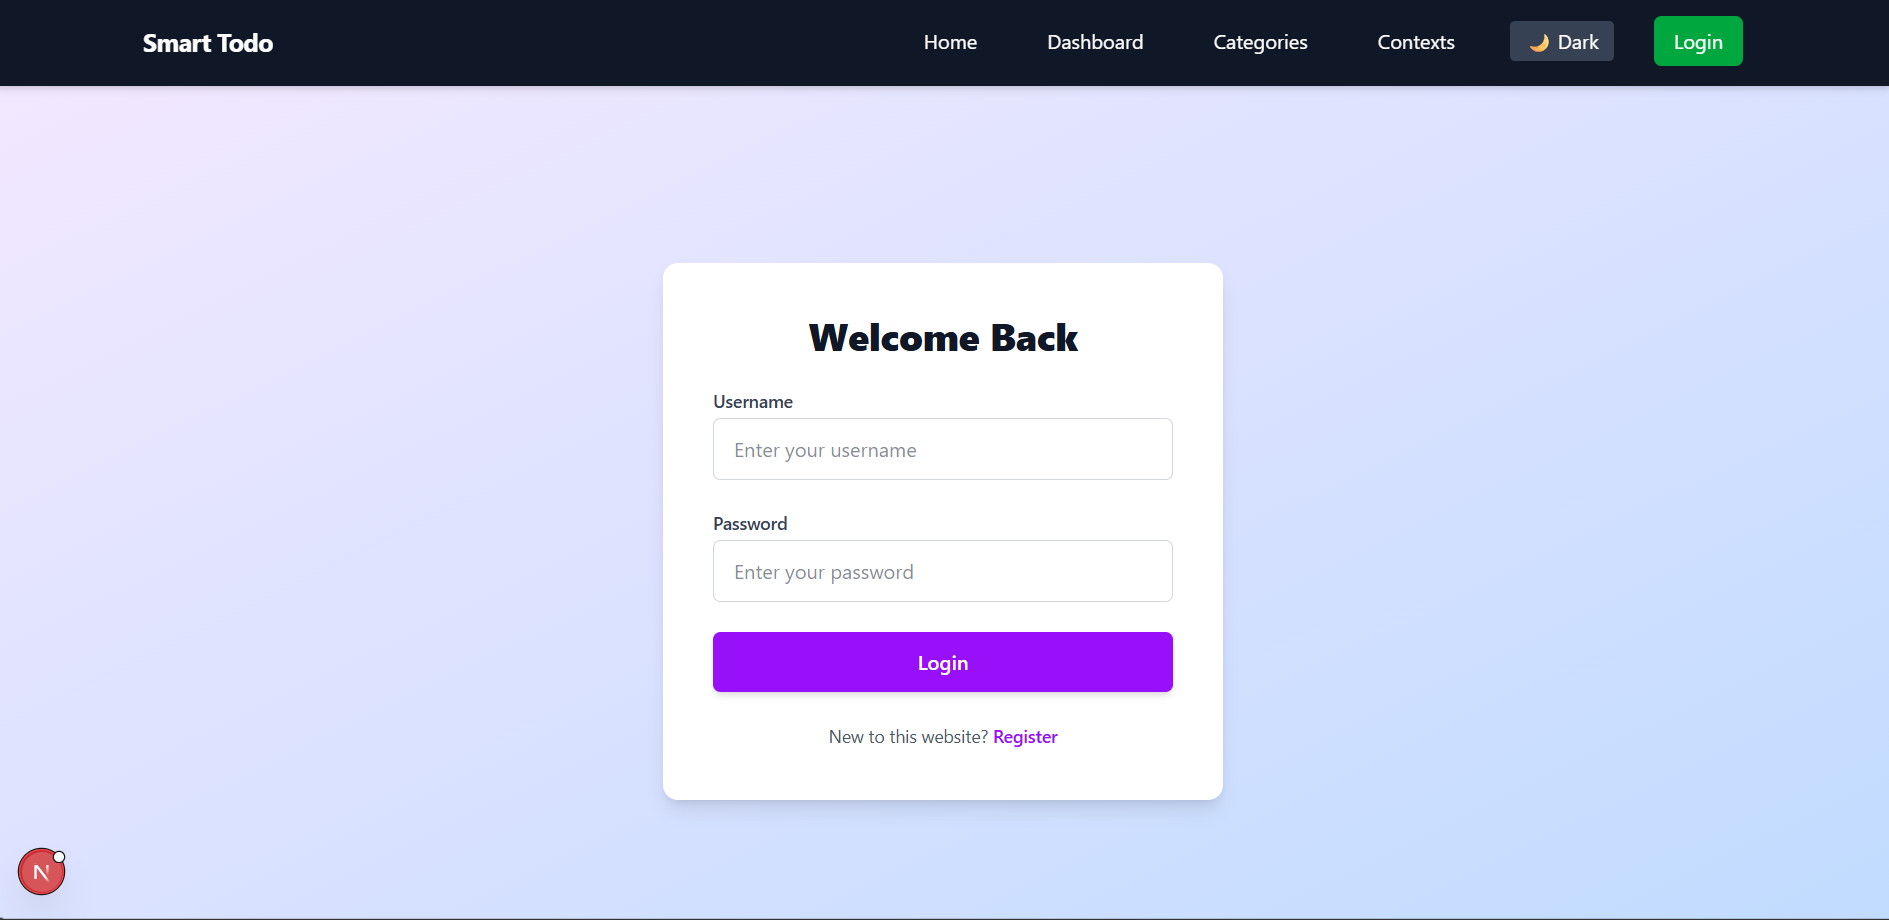 Smart Todo Home Dashboard Categories Contexts 🌙 Dark Login
Welcome Back
Username
Enter your username
Password
Enter your password
Login
New to this website? Register
N